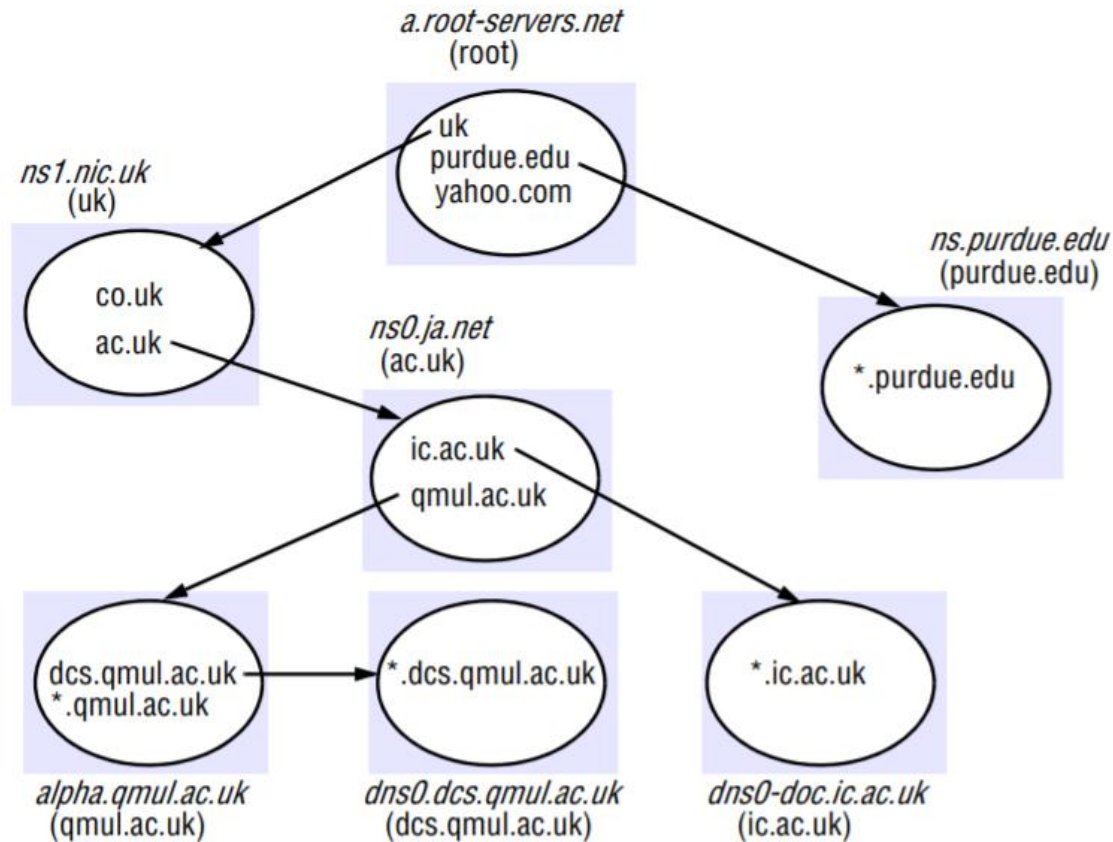 a.root-servers.net
(root)
uk
purdue.edu
yahoo.com
ns1.nic.uk
(uk)
co.uk
ac.uk
ns.purdue.edu
(purdue.edu)
*.purdue.edu
ns0.ja.net
(ac.uk)
ic.ac.uk
qmul.ac.uk
dcs.qmul.ac.uk
*.qmul.ac.uk
alpha.qmul.ac.uk
(qmul.ac.uk)
*.dcs.qmul.ac.uk
dns0.dcs.qmul.ac.uk
(dcs.qmul.ac.uk)
*.ic.ac.uk
dns0-doc.ic.ac.uk
(ic.ac.uk)